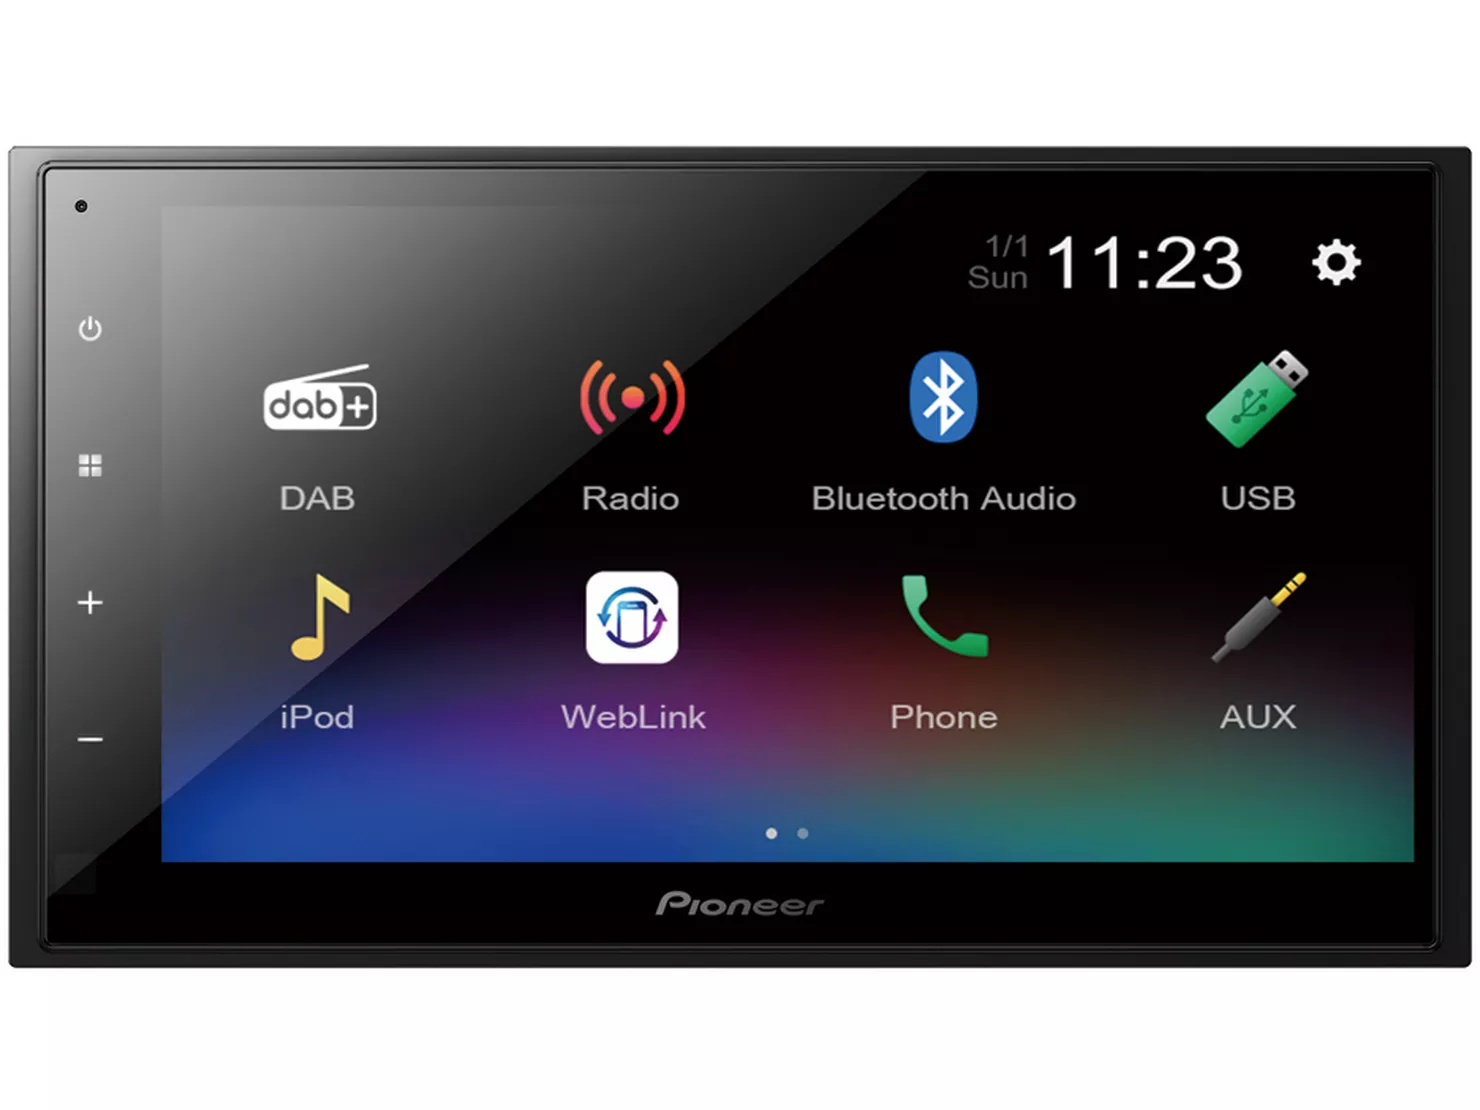 1/1
Sun
11:23
dab+
DAB
Radio
Bluetooth Audio
USB
iPod
WebLink
Phone
AUX
Pioneer